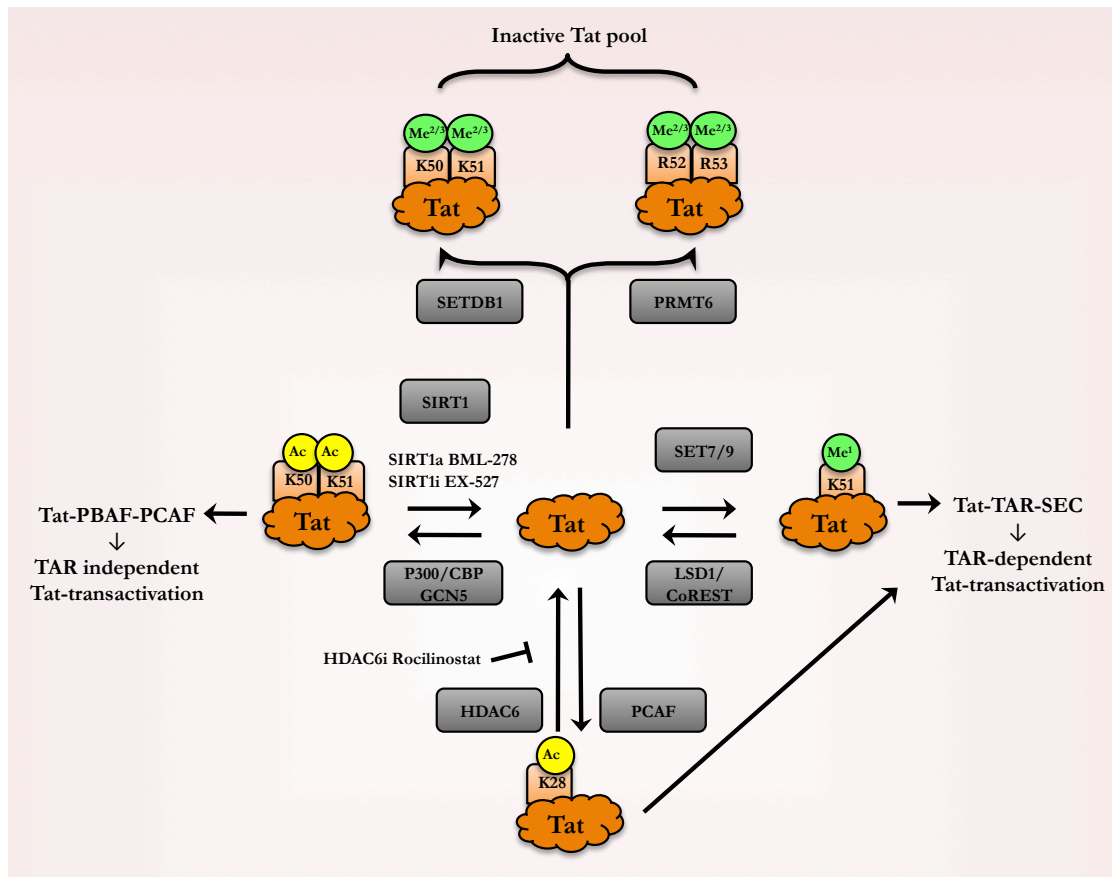 Inactive Tat pool
Me2/3 Me2/3
K50 K51
Tat
Me2/3 Me2/3
R52 R53
Tat
SETDB1
PRMT6
SIRT1
SIRT1a BML-278
SIRT1i EX-527
SET7/9
Ac Ac
K50 K51
Tat
Tat-PBAF-PCAF
↓
TAR independent
Tat-transactivation
Tat
Me1
K51
Tat
Tat-TAR-SEC
↓
TAR-dependent
Tat-transactivation
P300/CBP
GCN5
LSD1/
CoREST
HDAC6i Rocilinostat
HDAC6
PCAF
Ac
K28
Tat